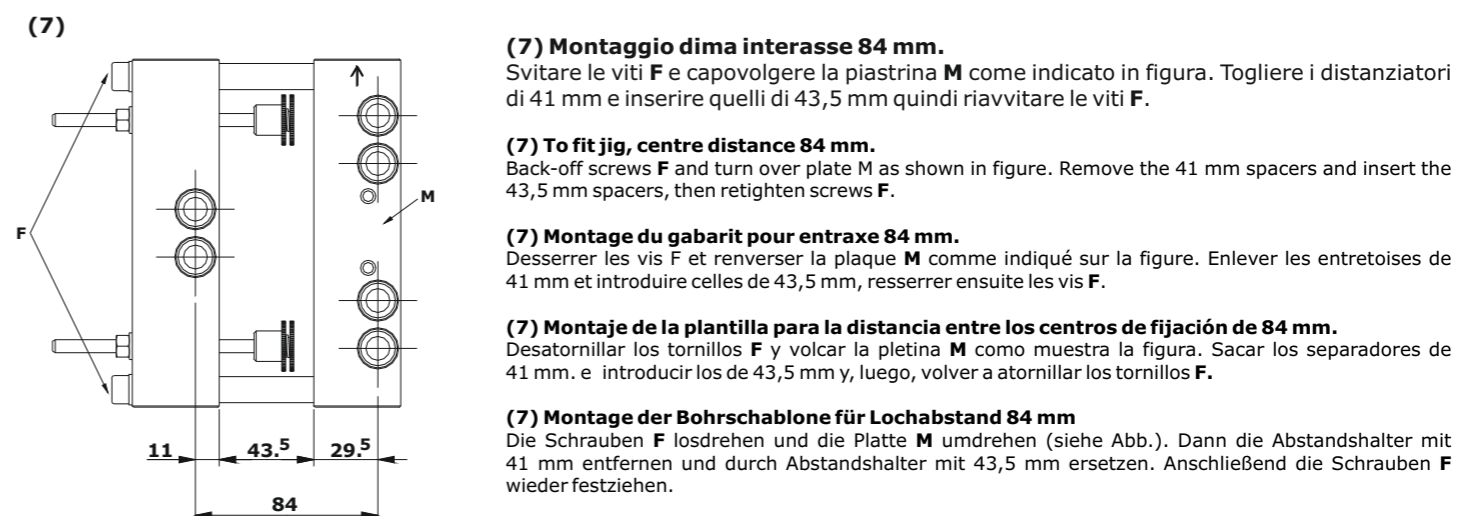 (7)
F
M
11
43.5
29.5
84
(7) Montaggio dima interasse 84 mm.
Svitare le viti F e capovolgere la piastrina M come indicato in figura. Togliere i distanziatori
di 41 mm e inserire quelli di 43,5 mm quindi riavvitare le viti F.
(7) To fit jig, centre distance 84 mm.
Back-off screws F and turn over plate M as shown in figure. Remove the 41 mm spacers and insert the
43,5 mm spacers, then retighten screws F.
(7) Montage du gabarit pour entraxe 84 mm.
Desserrer les vis F et renverser la plaque M comme indiqué sur la figure. Enlever les entretoises de
41 mm et introduire celles de 43,5 mm, resserrer ensuite les vis F.
(7) Montaje de la plantilla para la distancia entre los centros de fijación de 84 mm.
Desatornillar los tornillos F y volcar la pletina M como muestra la figura. Sacar los separadores de
41 mm. e introducir los de 43,5 mm y, luego, volver a atornillar los tornillos F.
(7) Montage der Bohrschablone für Lochabstand 84 mm
Die Schrauben F losdrehen und die Platte M umdrehen (siehe Abb.). Dann die Abstandshalter mit
41 mm entfernen und durch Abstandshalter mit 43,5 mm ersetzen. Anschließend die Schrauben F
wieder festziehen.